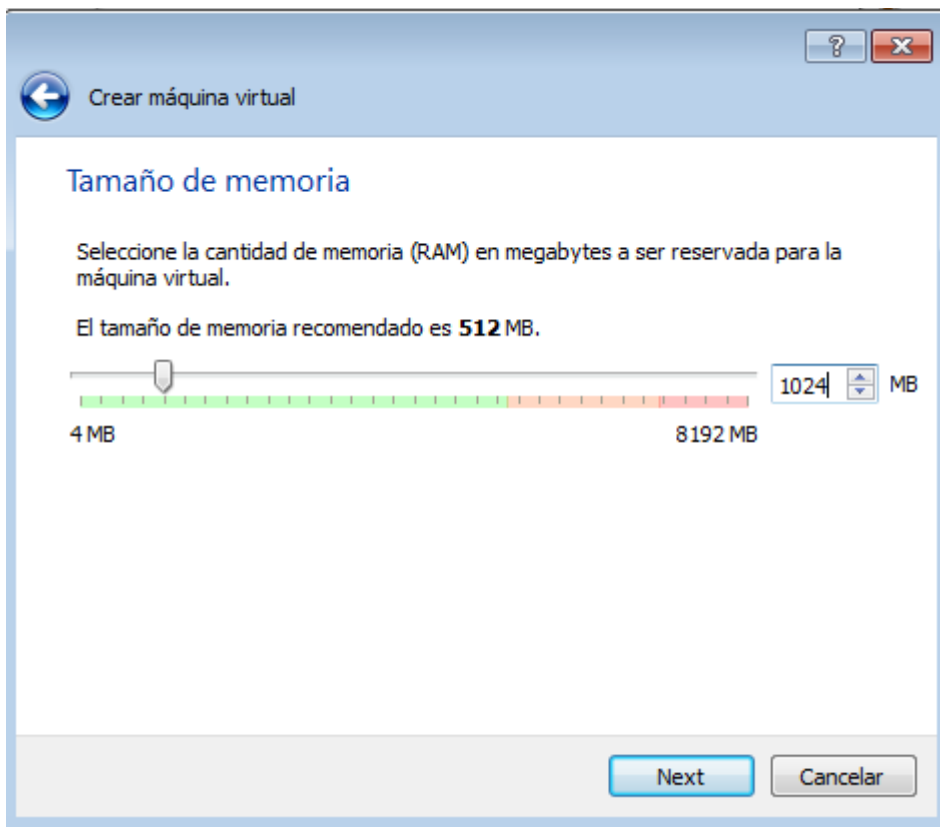 ?
Crear máquina virtual
Tamaño de memoria
Seleccione la cantidad de memoria (RAM) en megabytes a ser reservada para la
máquina virtual.
El tamaño de memoria recomendado es 512 MB.
1024 MB
4 MB 8192 MB
Next Cancelar